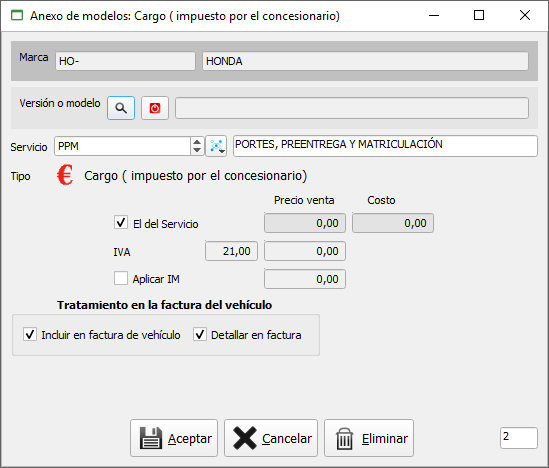 Anexo de modelos: Cargo ( impuesto por el concesionario)
Marca HO- HONDA
Versión o modelo
Servicio PPM PORTES, PREENTREGA Y MATRICULACIÓN
Tipo € Cargo ( impuesto por el concesionario)
Precio venta Costo
El del Servicio 0,00 0,00
IVA 21,00 0,00
Aplicar IM 0,00
Tratamiento en la factura del vehículo
Incluir en factura de vehículo Detallar en factura
Aceptar Cancelar Eliminar 2